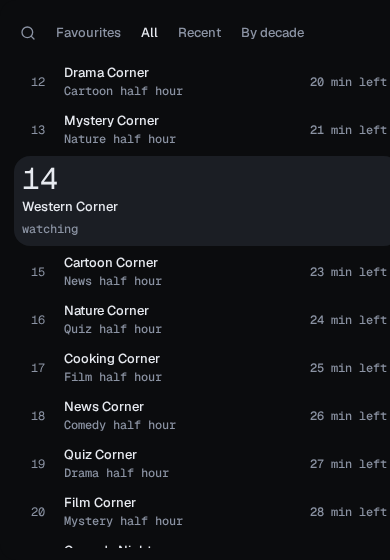 Favourites All Recent By decade
12 Drama Corner 20 min left
Cartoon half hour
13 Mystery Corner 21 min left
Nature half hour
14
Western Corner
watching
15 Cartoon Corner 23 min left
News half hour
16 Nature Corner 24 min left
Quiz half hour
17 Cooking Corner 25 min left
Film half hour
18 News Corner 26 min left
Comedy half hour
19 Quiz Corner 27 min left
Drama half hour
20 Film Corner 28 min left
Mystery half hour